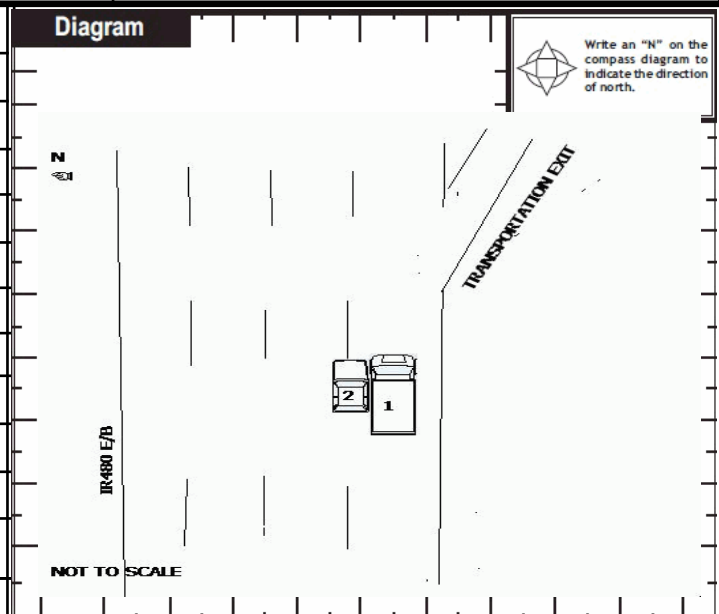 Diagram
Write an “N” on the
compass diagram to
indicate the direction
of north.
N
TRANSPORTATION EXIT
2
1
IR480 E/B
NOT TO SCALE